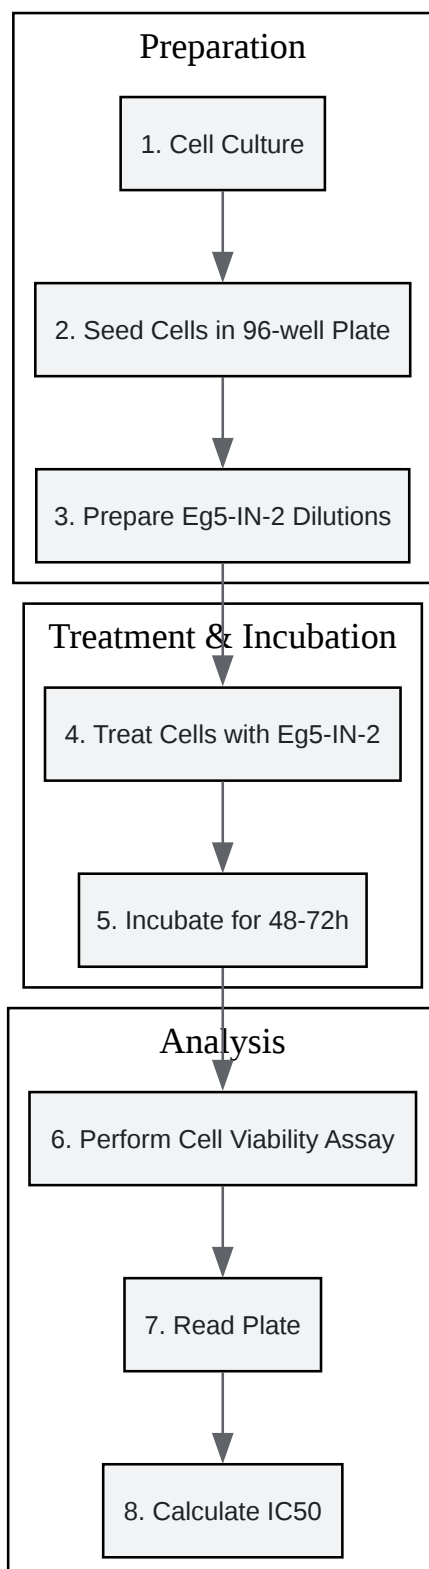 Preparation
1. Cell Culture
2. Seed Cells in 96-well Plate
3. Prepare Eg5-IN-2 Dilutions
Treatment & Incubation
4. Treat Cells with Eg5-IN-2
5. Incubate for 48-72h
Analysis
6. Perform Cell Viability Assay
7. Read Plate
8. Calculate IC50